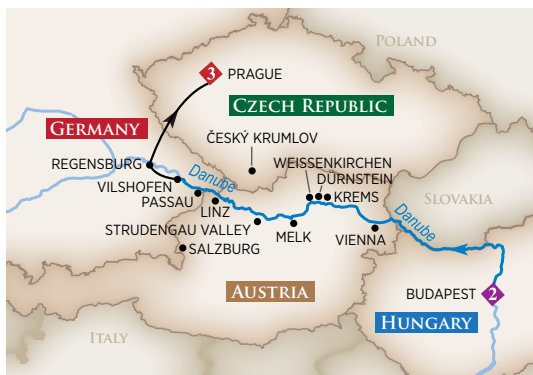 POLAND
3 PRAGUE
CZECH REPUBLIC
GERMANY
ČESKÝ KRUMLOV
REGENSBURG
WEISSENKIRCHEN
Danube
DÜRNSTEIN
VILSHOFEN
KREMS
SLOVAKIA
PASSAU
LINZ
Danube
STRUDENGAU VALLEY
MELK
VIENNA
SALZBURG
AUSTRIA
BUDAPEST 2
HUNGARY
ITALY